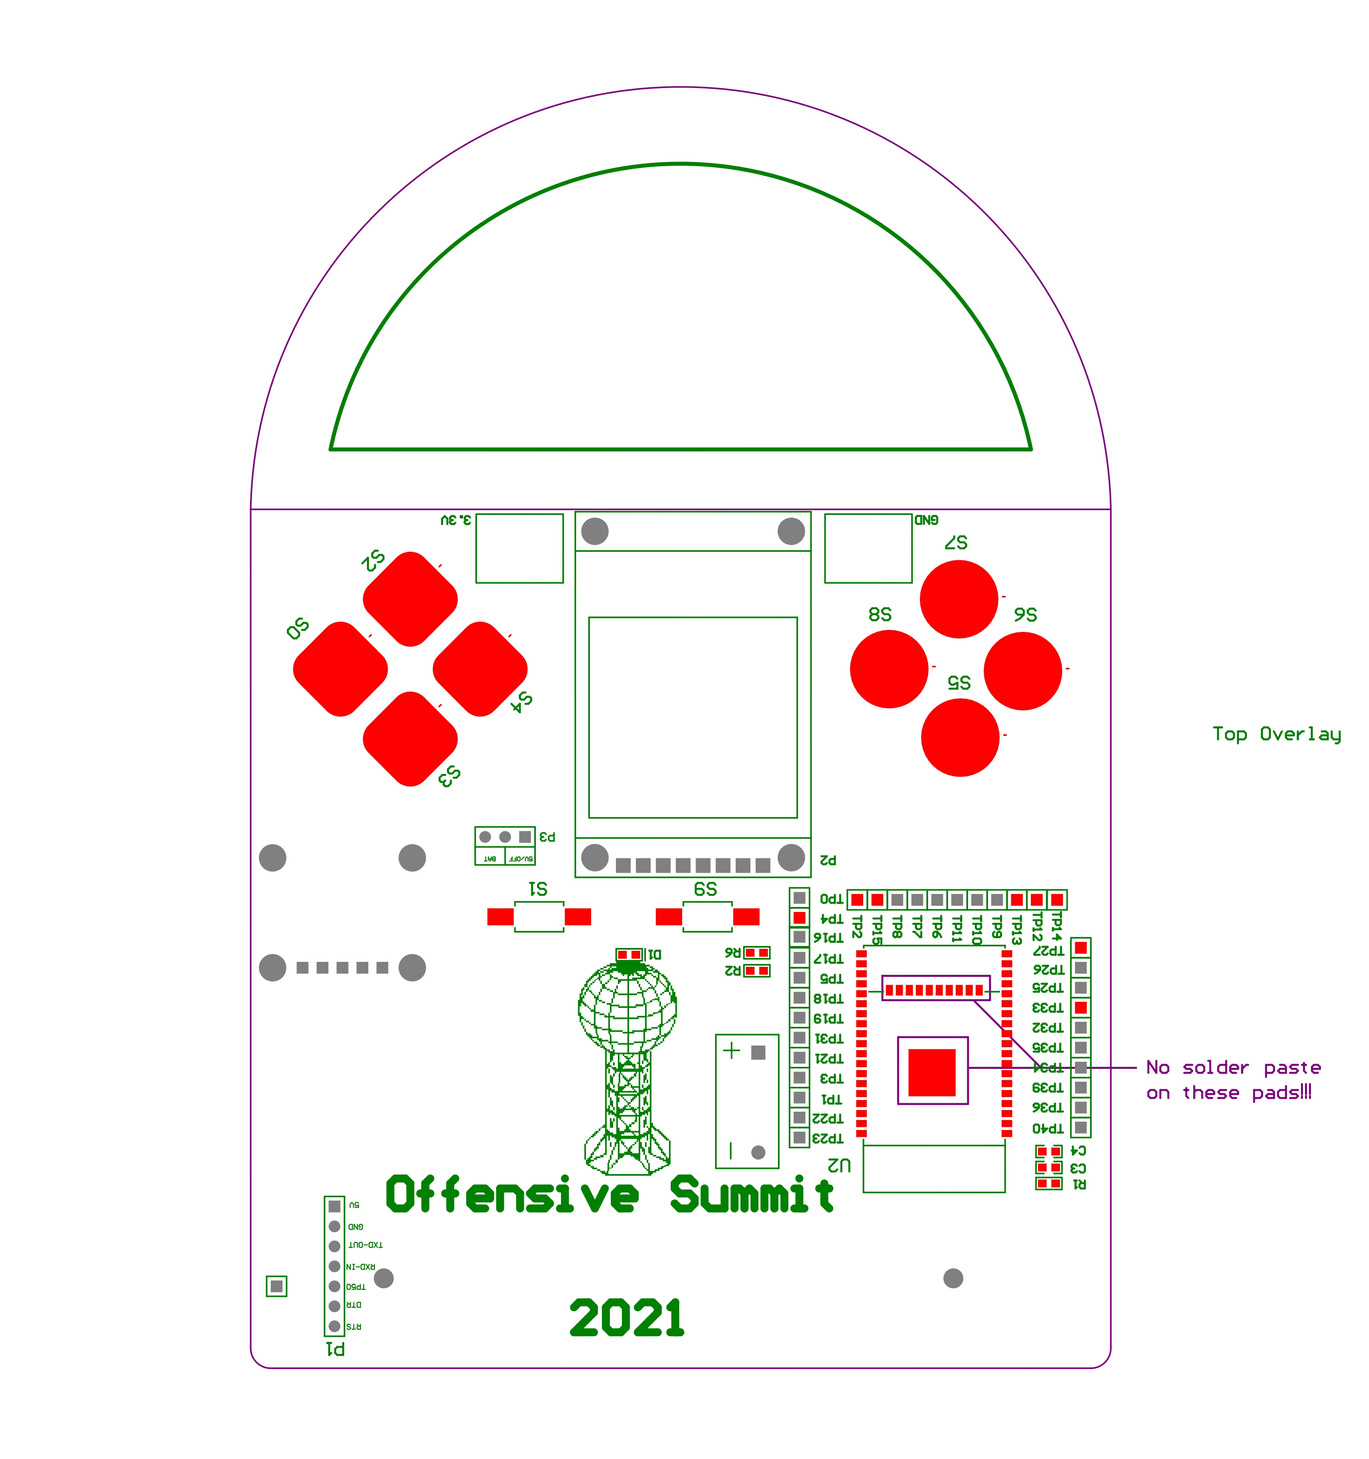 3.3V
GND
S7
S2
S8
S6
S0
S5
S4
Top Overlay
S3
P3
BAT
5V/OFF
P2
S1
S9
TP0
TP4
TP16
TP17
TP5
TP18
TP19
TP31
TP21
TP3
TP1
TP22
TP23
TP2
TP15
TP8
TP7
TP6
TP11
TP10
TP9
TP13
TP12
TP14
TP27
TP26
TP25
TP33
TP32
TP35
TP34
TP39
TP36
TP40
D1
R6
R2
+
No solder paste
on these pads!!!
U2
C4
C3
R1
Offensive Summit
5V
GND
TXD-OUT
RXD-IN
TP50
DTR
RTS
P1
2021